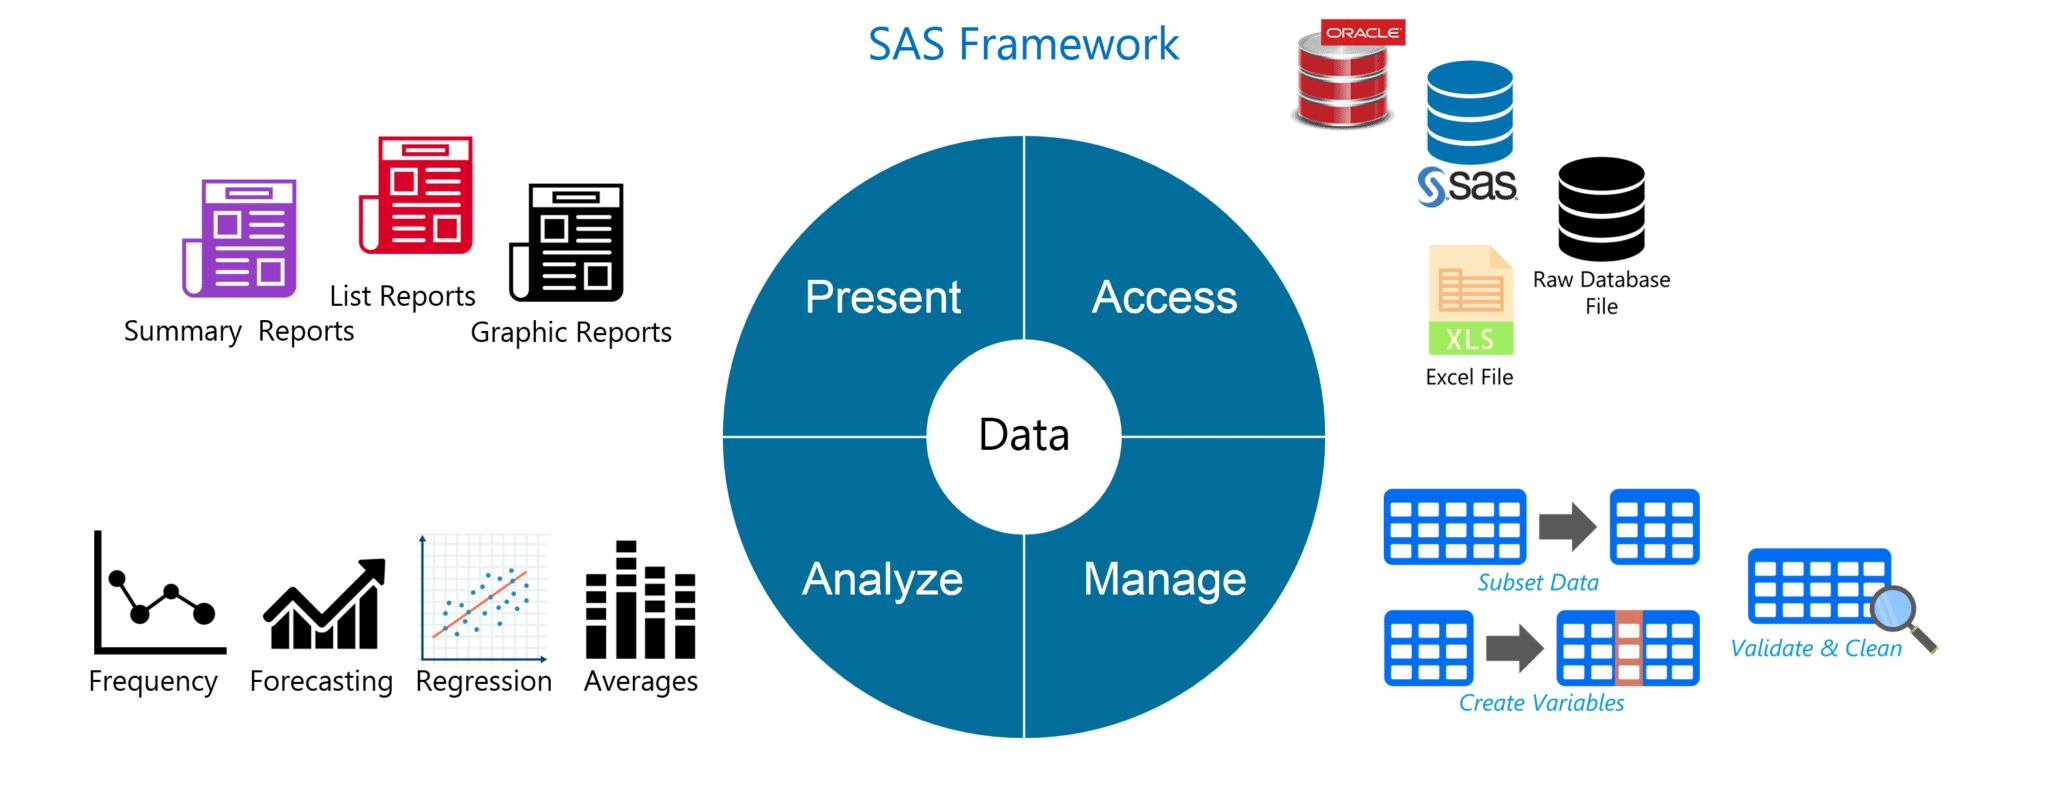 SAS Framework
ORACLE
sas
Raw Database
File
XLS
Excel File
List Reports
Summary Reports
Graphic Reports
Present
Access
Data
Analyze
Manage
Frequency
Forecasting
Regression
Averages
Subset Data
Create Variables
Validate & Clean